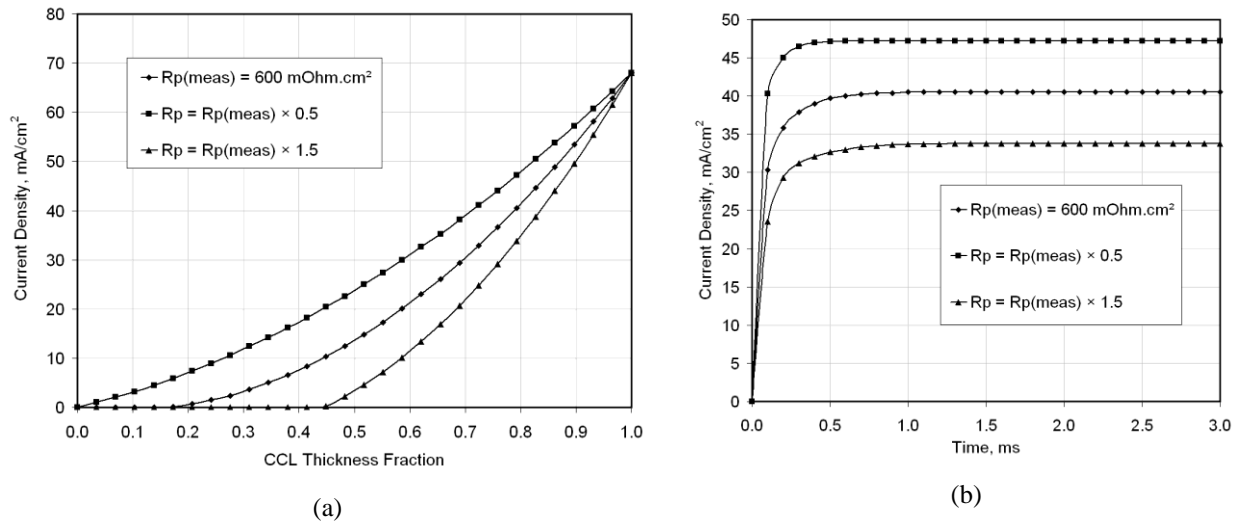 80
70
60
50
40
30
20
10
0
Current Density, mA/cm²
Rp(meas) = 600 mOhm.cm²
Rp = Rp(meas) × 0.5
Rp = Rp(meas) × 1.5
0.0 0.1 0.2 0.3 0.4 0.5 0.6 0.7 0.8 0.9 1.0
CCL Thickness Fraction
(a)
50
45
40
35
30
25
20
15
10
5
0
Current Density, mA/cm²
Rp(meas) = 600 mOhm.cm²
Rp = Rp(meas) × 0.5
Rp = Rp(meas) × 1.5
0.0 0.5 1.0 1.5 2.0 2.5 3.0
Time, ms
(b)